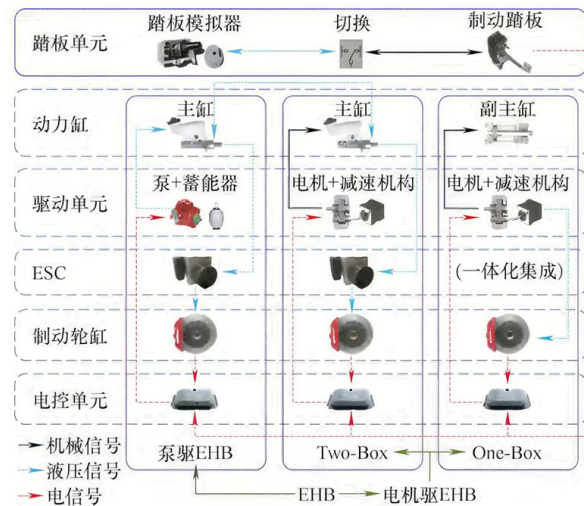 踏板模拟器 切换 制动踏板
踏板单元
主缸 主缸 副主缸
动力缸
泵+蓄能器 电机+减速机构 电机+减速机构
驱动单元
ESC (一体化集成)
制动轮缸
电控单元
机械信号 泵驱EHB Two-Box One-Box
液压信号
电信号 EHB 电机驱EHB